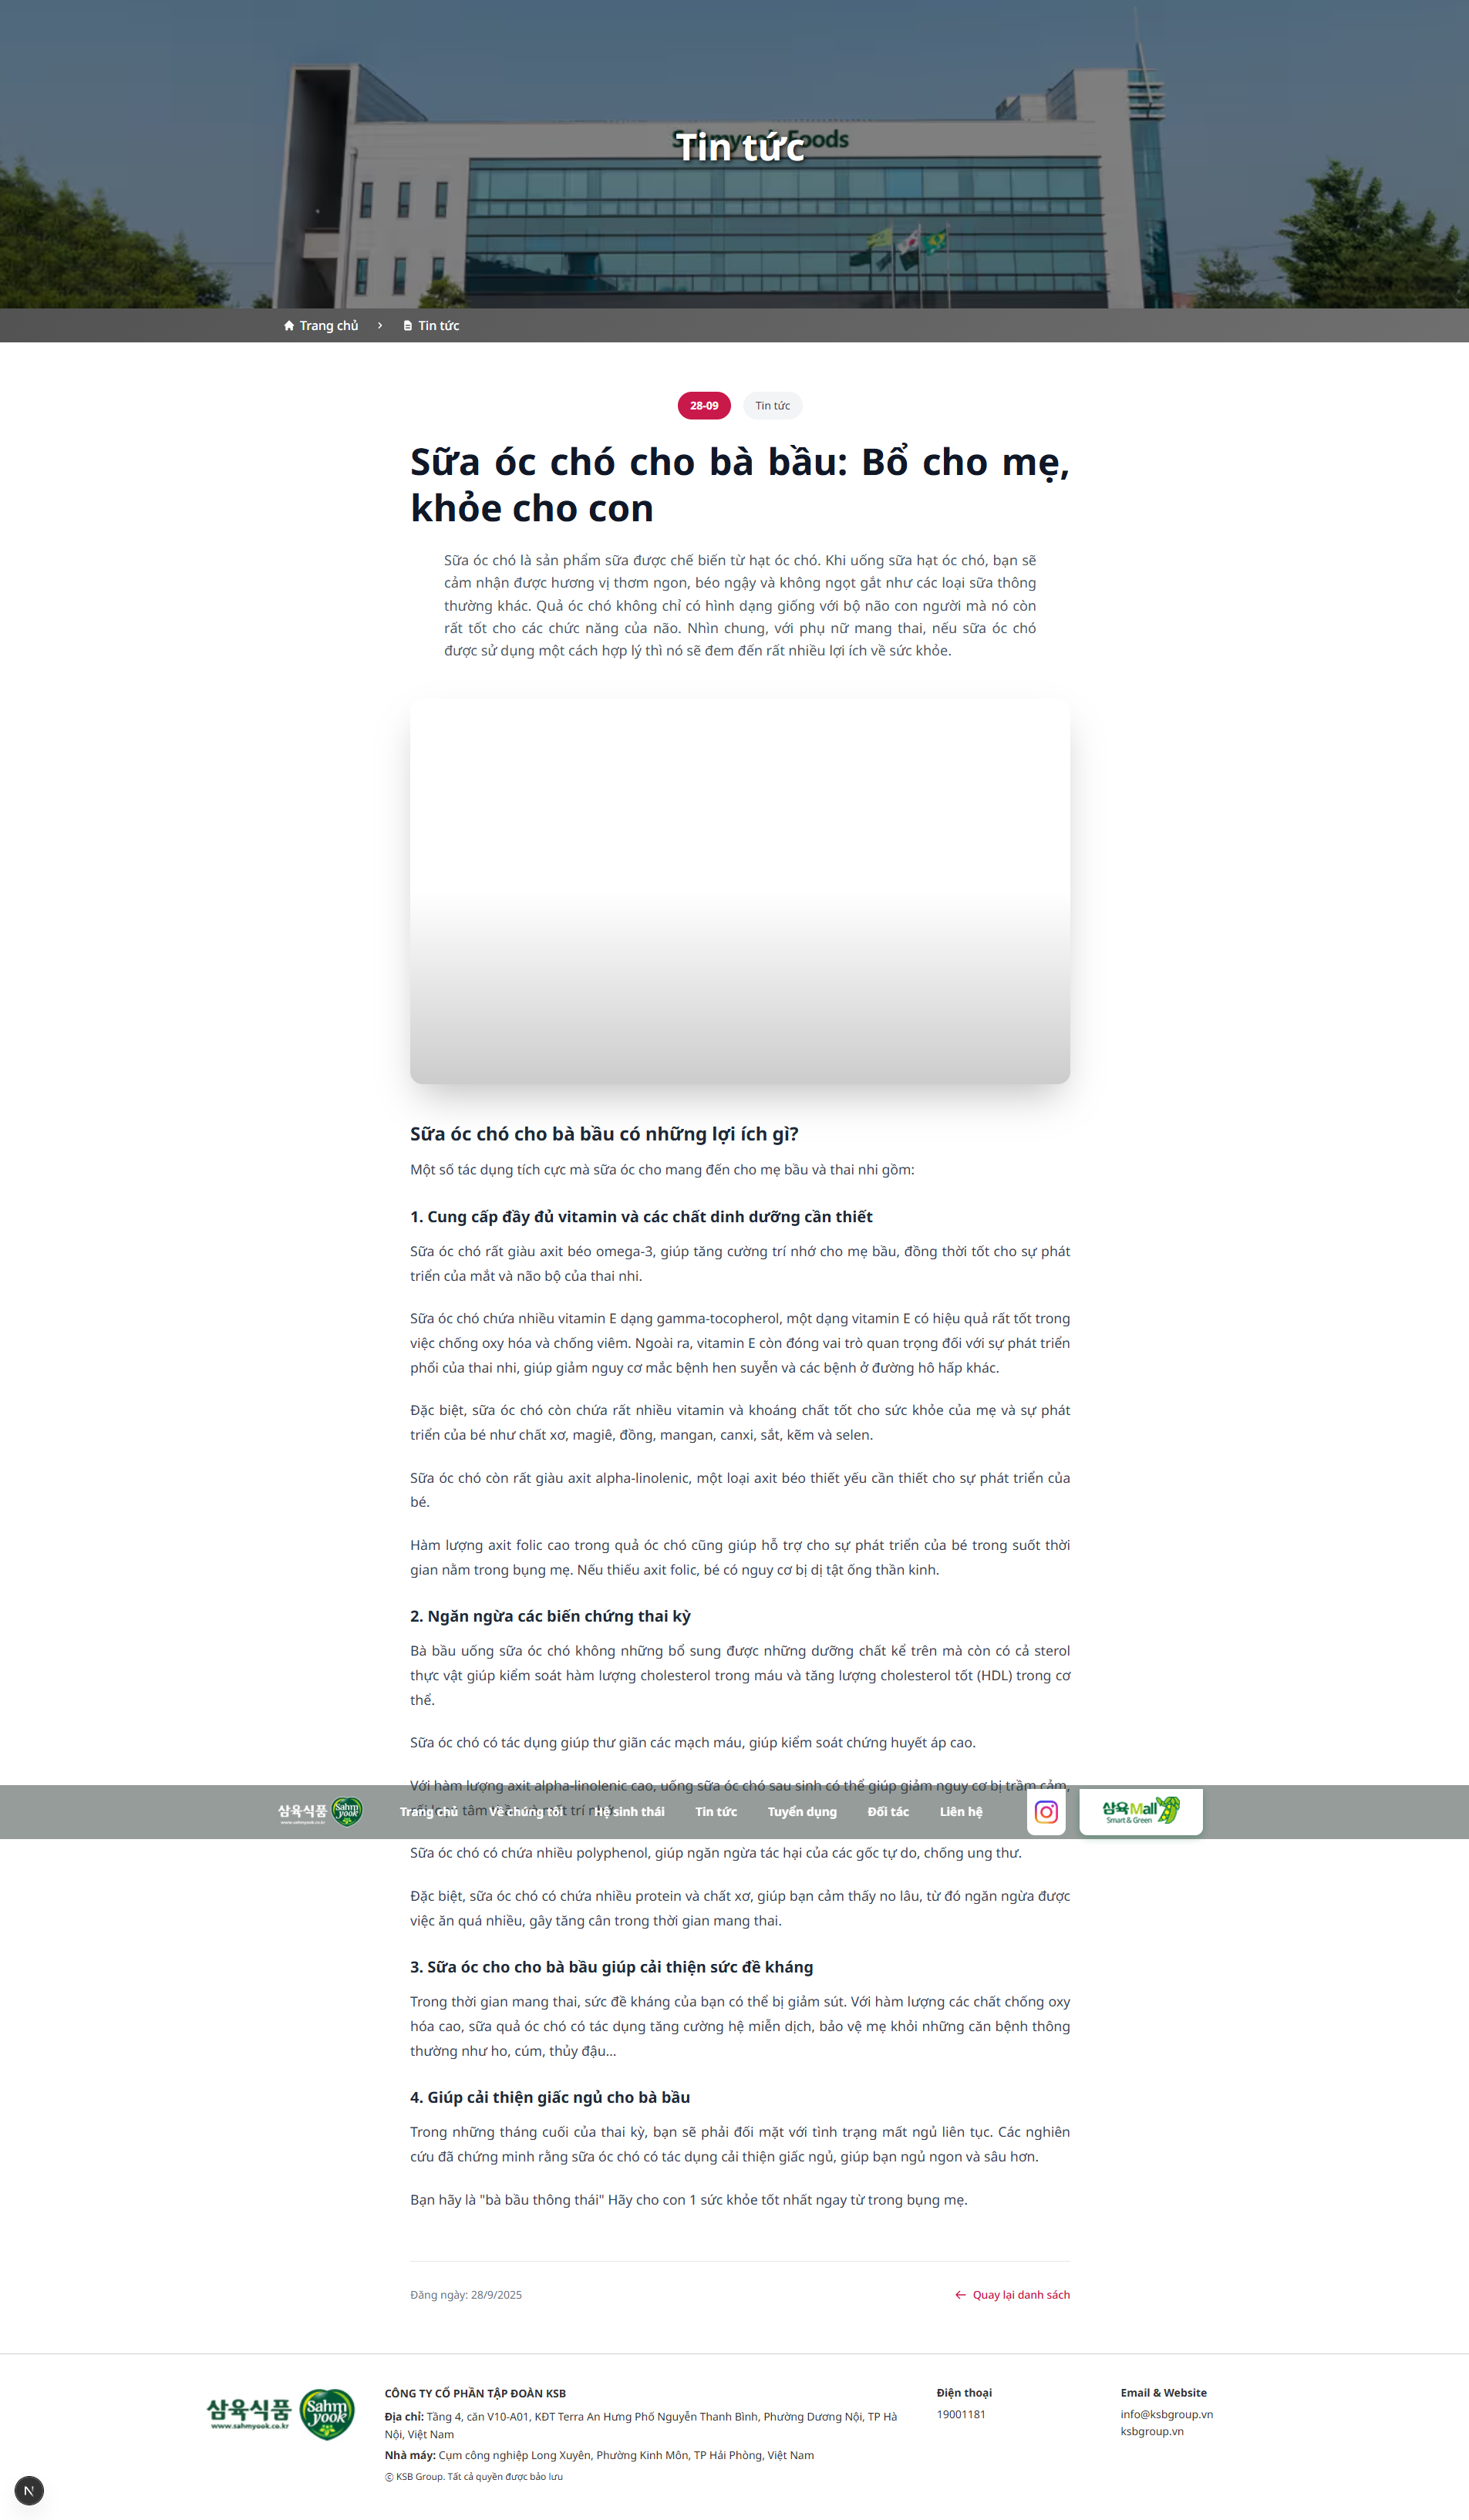 Tin tức
Trang chủ
Tin tức
28-09
Tin tức
Sữa óc chó cho bà bầu: Bổ cho mẹ,
khỏe cho con
Sữa óc chó là sản phẩm sữa được chế biến từ hạt óc chó. Khi uống sữa hạt óc chó, bạn sẽ
cảm nhận được hương vị thơm ngon, béo ngậy và không ngọt gắt như các loại sữa thông
thường khác. Quả óc chó không chỉ có hình dạng giống với bộ não con người mà nó còn
rất tốt cho các chức năng của não. Nhìn chung, với phụ nữ mang thai, nếu sữa óc chó
được sử dụng một cách hợp lý thì nó sẽ đem đến rất nhiều lợi ích về sức khỏe.
Sữa óc chó cho bà bầu có những lợi ích gì?
Một số tác dụng tích cực mà sữa óc cho mang đến cho mẹ bầu và thai nhi gồm:
1. Cung cấp đầy đủ vitamin và các chất dinh dưỡng cần thiết
Sữa óc chó rất giàu axit béo omega-3, giúp tăng cường trí nhớ cho mẹ bầu, đồng thời tốt cho sự phát
triển của mắt và não bộ của thai nhi.
Sữa óc chó chứa nhiều vitamin E dạng gamma-tocopherol, một dạng vitamin E có hiệu quả rất tốt trong
việc chống oxy hóa và chống viêm. Ngoài ra, vitamin E còn đóng vai trò quan trọng đối với sự phát triển
phổi của thai nhi, giúp giảm nguy cơ mắc bệnh hen suyễn và các bệnh ở đường hô hấp khác.
Đặc biệt, sữa óc chó còn chứa rất nhiều vitamin và khoáng chất tốt cho sức khỏe của mẹ và sự phát
triển của bé như chất xơ, magiê, đồng, mangan, canxi, sắt, kẽm và selen.
Sữa óc chó còn rất giàu axit alpha-linolenic, một loại axit béo thiết yếu cần thiết cho sự phát triển của
bé.
Hàm lượng axit folic cao trong quả óc chó cũng giúp hỗ trợ cho sự phát triển của bé trong suốt thời
gian nằm trong bụng mẹ. Nếu thiếu axit folic, bé có nguy cơ bị dị tật ống thần kinh.
2. Ngăn ngừa các biến chứng thai kỳ
Bà bầu uống sữa óc chó không những bổ sung được những dưỡng chất kể trên mà còn có cả sterol
thực vật giúp kiểm soát hàm lượng cholesterol trong máu và tăng lượng cholesterol tốt (HDL) trong cơ
thể.
Sữa óc chó có tác dụng giúp thư giãn các mạch máu, giúp kiểm soát chứng huyết áp cao.
Với hàm lượng axit alpha-linolenic cao, uống sữa óc chó sau sinh có thể giúp giảm nguy cơ bị trầm cảm,
삼육식품 Sahmyook
www.sahmyook.co.kr
Trang chủ
Về chúng tôi
Hệ sinh thái
Tin tức
Tuyển dụng
Đối tác
Liên hệ
삼육Mall
Smart & Green
Sữa óc chó có chứa nhiều polyphenol, giúp ngăn ngừa tác hại của các gốc tự do, chống ung thư.
Đặc biệt, sữa óc chó có chứa nhiều protein và chất xơ, giúp bạn cảm thấy no lâu, từ đó ngăn ngừa được
việc ăn quá nhiều, gây tăng cân trong thời gian mang thai.
3. Sữa óc cho cho bà bầu giúp cải thiện sức đề kháng
Trong thời gian mang thai, sức đề kháng của bạn có thể bị giảm sút. Với hàm lượng các chất chống oxy
hóa cao, sữa quả óc chó có tác dụng tăng cường hệ miễn dịch, bảo vệ mẹ khỏi những căn bệnh thông
thường như ho, cúm, thủy đậu...
4. Giúp cải thiện giấc ngủ cho bà bầu
Trong những tháng cuối của thai kỳ, bạn sẽ phải đối mặt với tình trạng mất ngủ liên tục. Các nghiên
cứu đã chứng minh rằng sữa óc chó có tác dụng cải thiện giấc ngủ, giúp bạn ngủ ngon và sâu hơn.
Bạn hãy là "bà bầu thông thái" Hãy cho con 1 sức khỏe tốt nhất ngay từ trong bụng mẹ.
Đăng ngày: 28/9/2025
Quay lại danh sách
삼육식품 Sahmyook
www.sahmyook.co.kr
CÔNG TY CỔ PHẦN TẬP ĐOÀN KSB
Địa chỉ: Tầng 4, căn V10-A01, KĐT Terra An Hưng Phố Nguyễn Thanh Bình, Phường Dương Nội, TP Hà
Nội, Việt Nam
Nhà máy: Cụm công nghiệp Long Xuyên, Phường Kinh Môn, TP Hải Phòng, Việt Nam
© KSB Group. Tất cả quyền được bảo lưu
Điện thoại
19001181
Email & Website
info@ksbgroup.vn
ksbgroup.vn